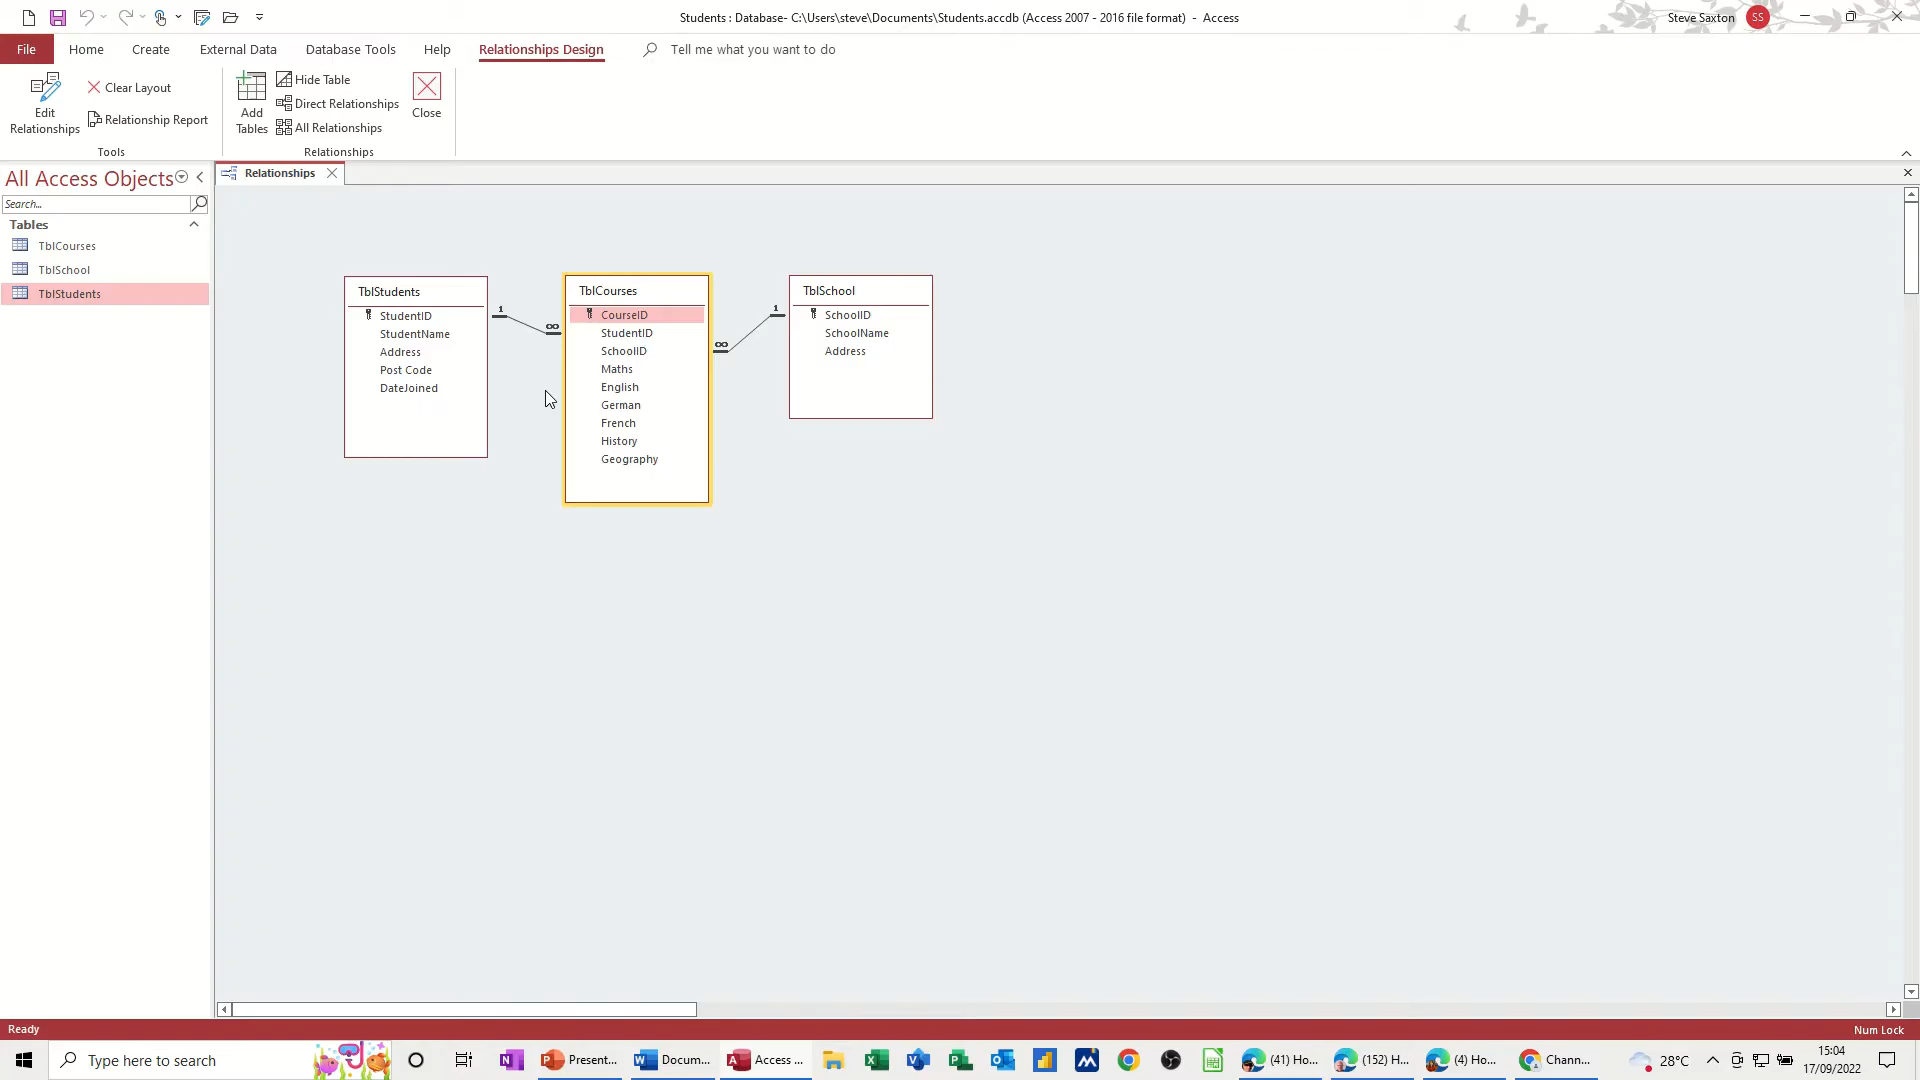 Students : Database- C:\Users\steve\Documents\Students.accdb (Access 2007 - 2016 file format)  -  Access
Steve Saxton
SS
File
Home
Create
External Data
Database Tools
Help
Relationships Design
Tell me what you want to do
Edit
Relationships
Clear Layout
Relationship Report
Tools
Add
Tables
Hide Table
Direct Relationships
All Relationships
Close
Relationships
All Access Objects
Search...
Tables
TblCourses
TblSchool
TblStudents
Relationships
TblStudents
StudentID
StudentName
Address
Post Code
DateJoined
1
∞
TblCourses
CourseID
StudentID
SchoolID
Maths
English
German
French
History
Geography
∞
1
TblSchool
SchoolID
SchoolName
Address
Ready
Num Lock
Type here to search
Present...
Docum...
Access ...
(41) Ho...
(152) H...
(4) Ho...
Chann...
28°C
15:04
17/09/2022